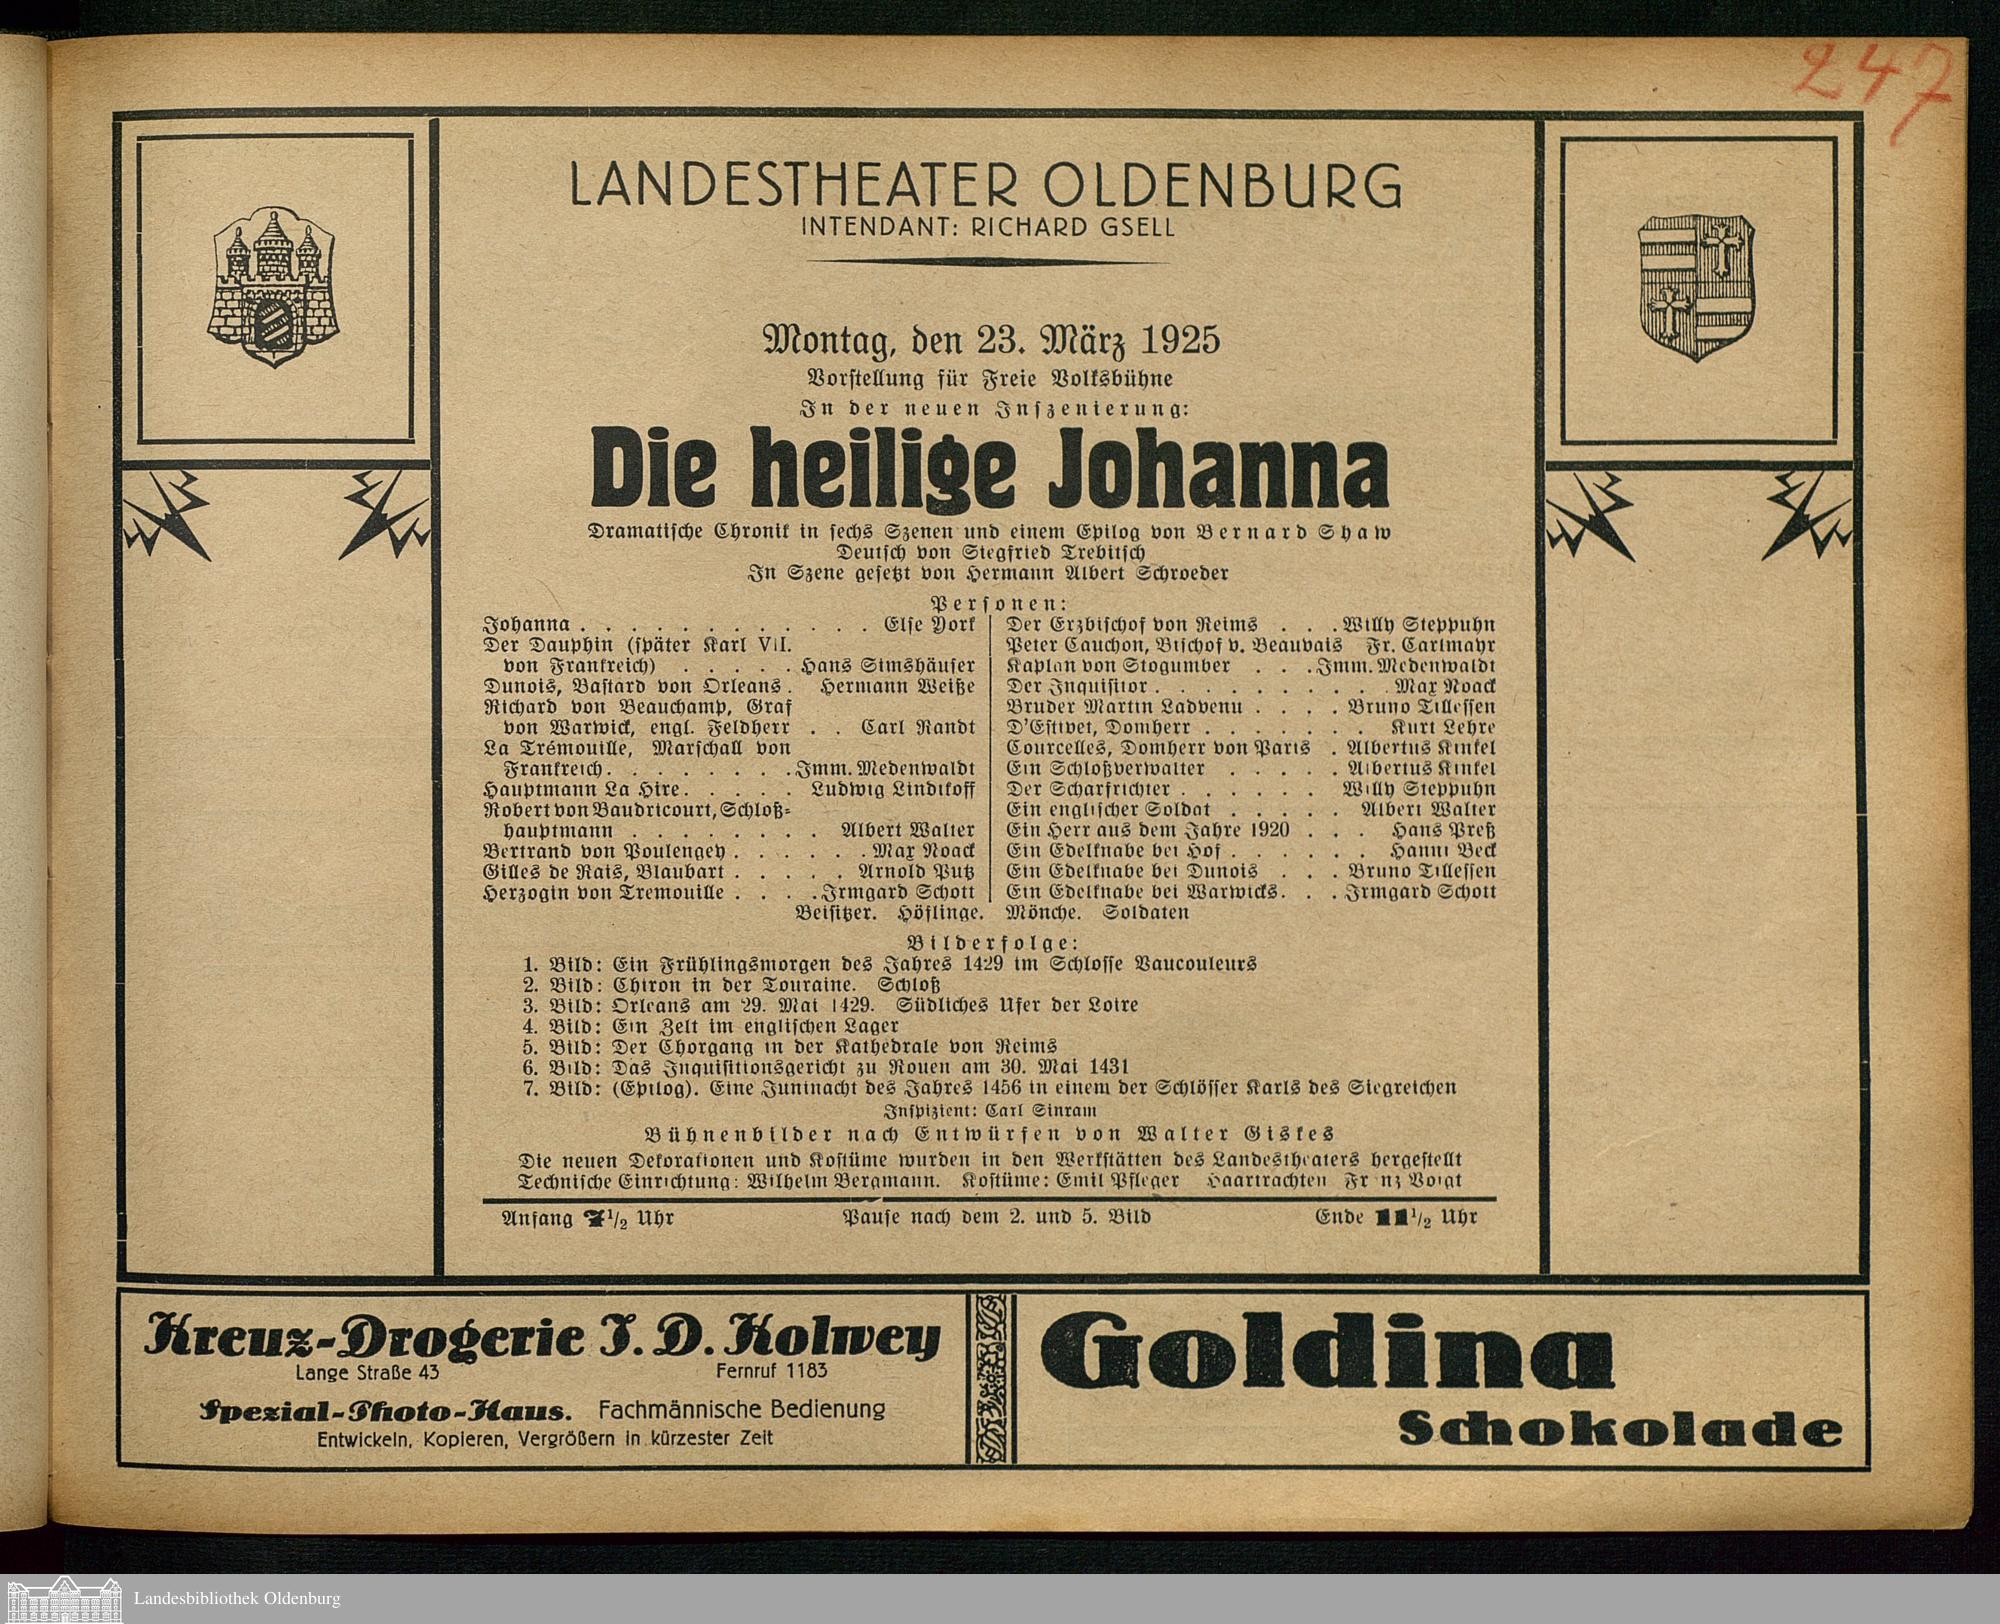 247
LANDESTHEATER OLDENBURG
INTENDANT: RICHARD GSELL
Montag, den 23. März 1925
Vorstellung für Freie Volksbühne
In der neuen Inszenierung:
Die heilige Johanna
Dramatische Chronik in sechs Szenen und einem Epilog von Bernard Shaw
Deutsch von Siegfried Trebitsch
In Szene gesetzt von Hermann Albert Schroeder
Personen:
Johanna . . . . . . . . . . . . Else York
Der Dauphin (später Karl VII.
von Frankreich) . . . . . Hans Simshäuser
Dunois, Bastard von Orleans . Hermann Weiße
Richard von Beauchamp, Graf
von Warwick, engl. Feldherr . . Carl Randt
La Trémouille, Marschall von
Frankreich . . . . . . . . Imm. Medenwaldt
Hauptmann La Hire . . . . . Ludwig Lindikoff
Robert von Baudricourt, Schloß-
hauptmann . . . . . . . . Albert Walter
Bertrand von Poulengey . . . . . . Max Noack
Gilles de Rais, Blaubart . . . . . Arnold Putz
Herzogin von Tremouille . . . . Irmgard Schott
Der Erzbischof von Reims . . . Willy Steppuhn
Peter Cauchon, Bischof v. Beauvais Fr. Carlmayr
Kaplan von Stogumber . . . Imm. Medenwaldt
Der Inquisitor . . . . . . . . . Max Noack
Bruder Martin Ladvenu . . . . Bruno Tillessen
D'Estivet, Domherr . . . . . . . Kurt Lehre
Courcelles, Domherr von Paris . Albertus Kinkel
Ein Schloßverwalter . . . . . Albertus Kinkel
Der Scharfrichter . . . . . . Willy Steppuhn
Ein englischer Soldat . . . . . Albert Walter
Ein Herr aus dem Jahre 1920 . . . Hans Preß
Ein Edelknabe bei Hof . . . . . . Hanni Beck
Ein Edelknabe bei Dunois . . . Bruno Tillessen
Ein Edelknabe bei Warwicks . . . Irmgard Schott
Beisitzer. Höflinge. Mönche. Soldaten
Bilderfolge:
1. Bild: Ein Frühlingsmorgen des Jahres 1429 im Schlosse Vaucouleurs
2. Bild: Chiron in der Touraine. Schloß
3. Bild: Orleans am 29. Mai 1429. Südliches Ufer der Loire
4. Bild: Ein Zelt im englischen Lager
5. Bild: Der Chorgang in der Kathedrale von Reims
6. Bild: Das Inquisitionsgericht zu Rouen am 30. Mai 1431
7. Bild: (Epilog). Eine Juninacht des Jahres 1456 in einem der Schlösser Karls des Siegreichen
Inspizient: Carl Sinram
Bühnenbilder nach Entwürfen von Walter Giskes
Die neuen Dekorationen und Kostüme wurden in den Werkstätten des Landestheaters hergestellt
Technische Einrichtung: Wilhelm Bergmann. Kostüme: Emil Pfleger Haartrachten Franz Voigt
Anfang 7 1/2 Uhr Pause nach dem 2. und 5. Bild Ende 11 1/2 Uhr
Kreuz-Drogerie J. D. Kolwey
Lange Straße 43 Fernruf 1183
Spezial-Photo-Haus. Fachmännische Bedienung
Entwickeln, Kopieren, Vergrößern in kürzester Zeit
Goldina
Schokolade
Landesbibliothek Oldenburg